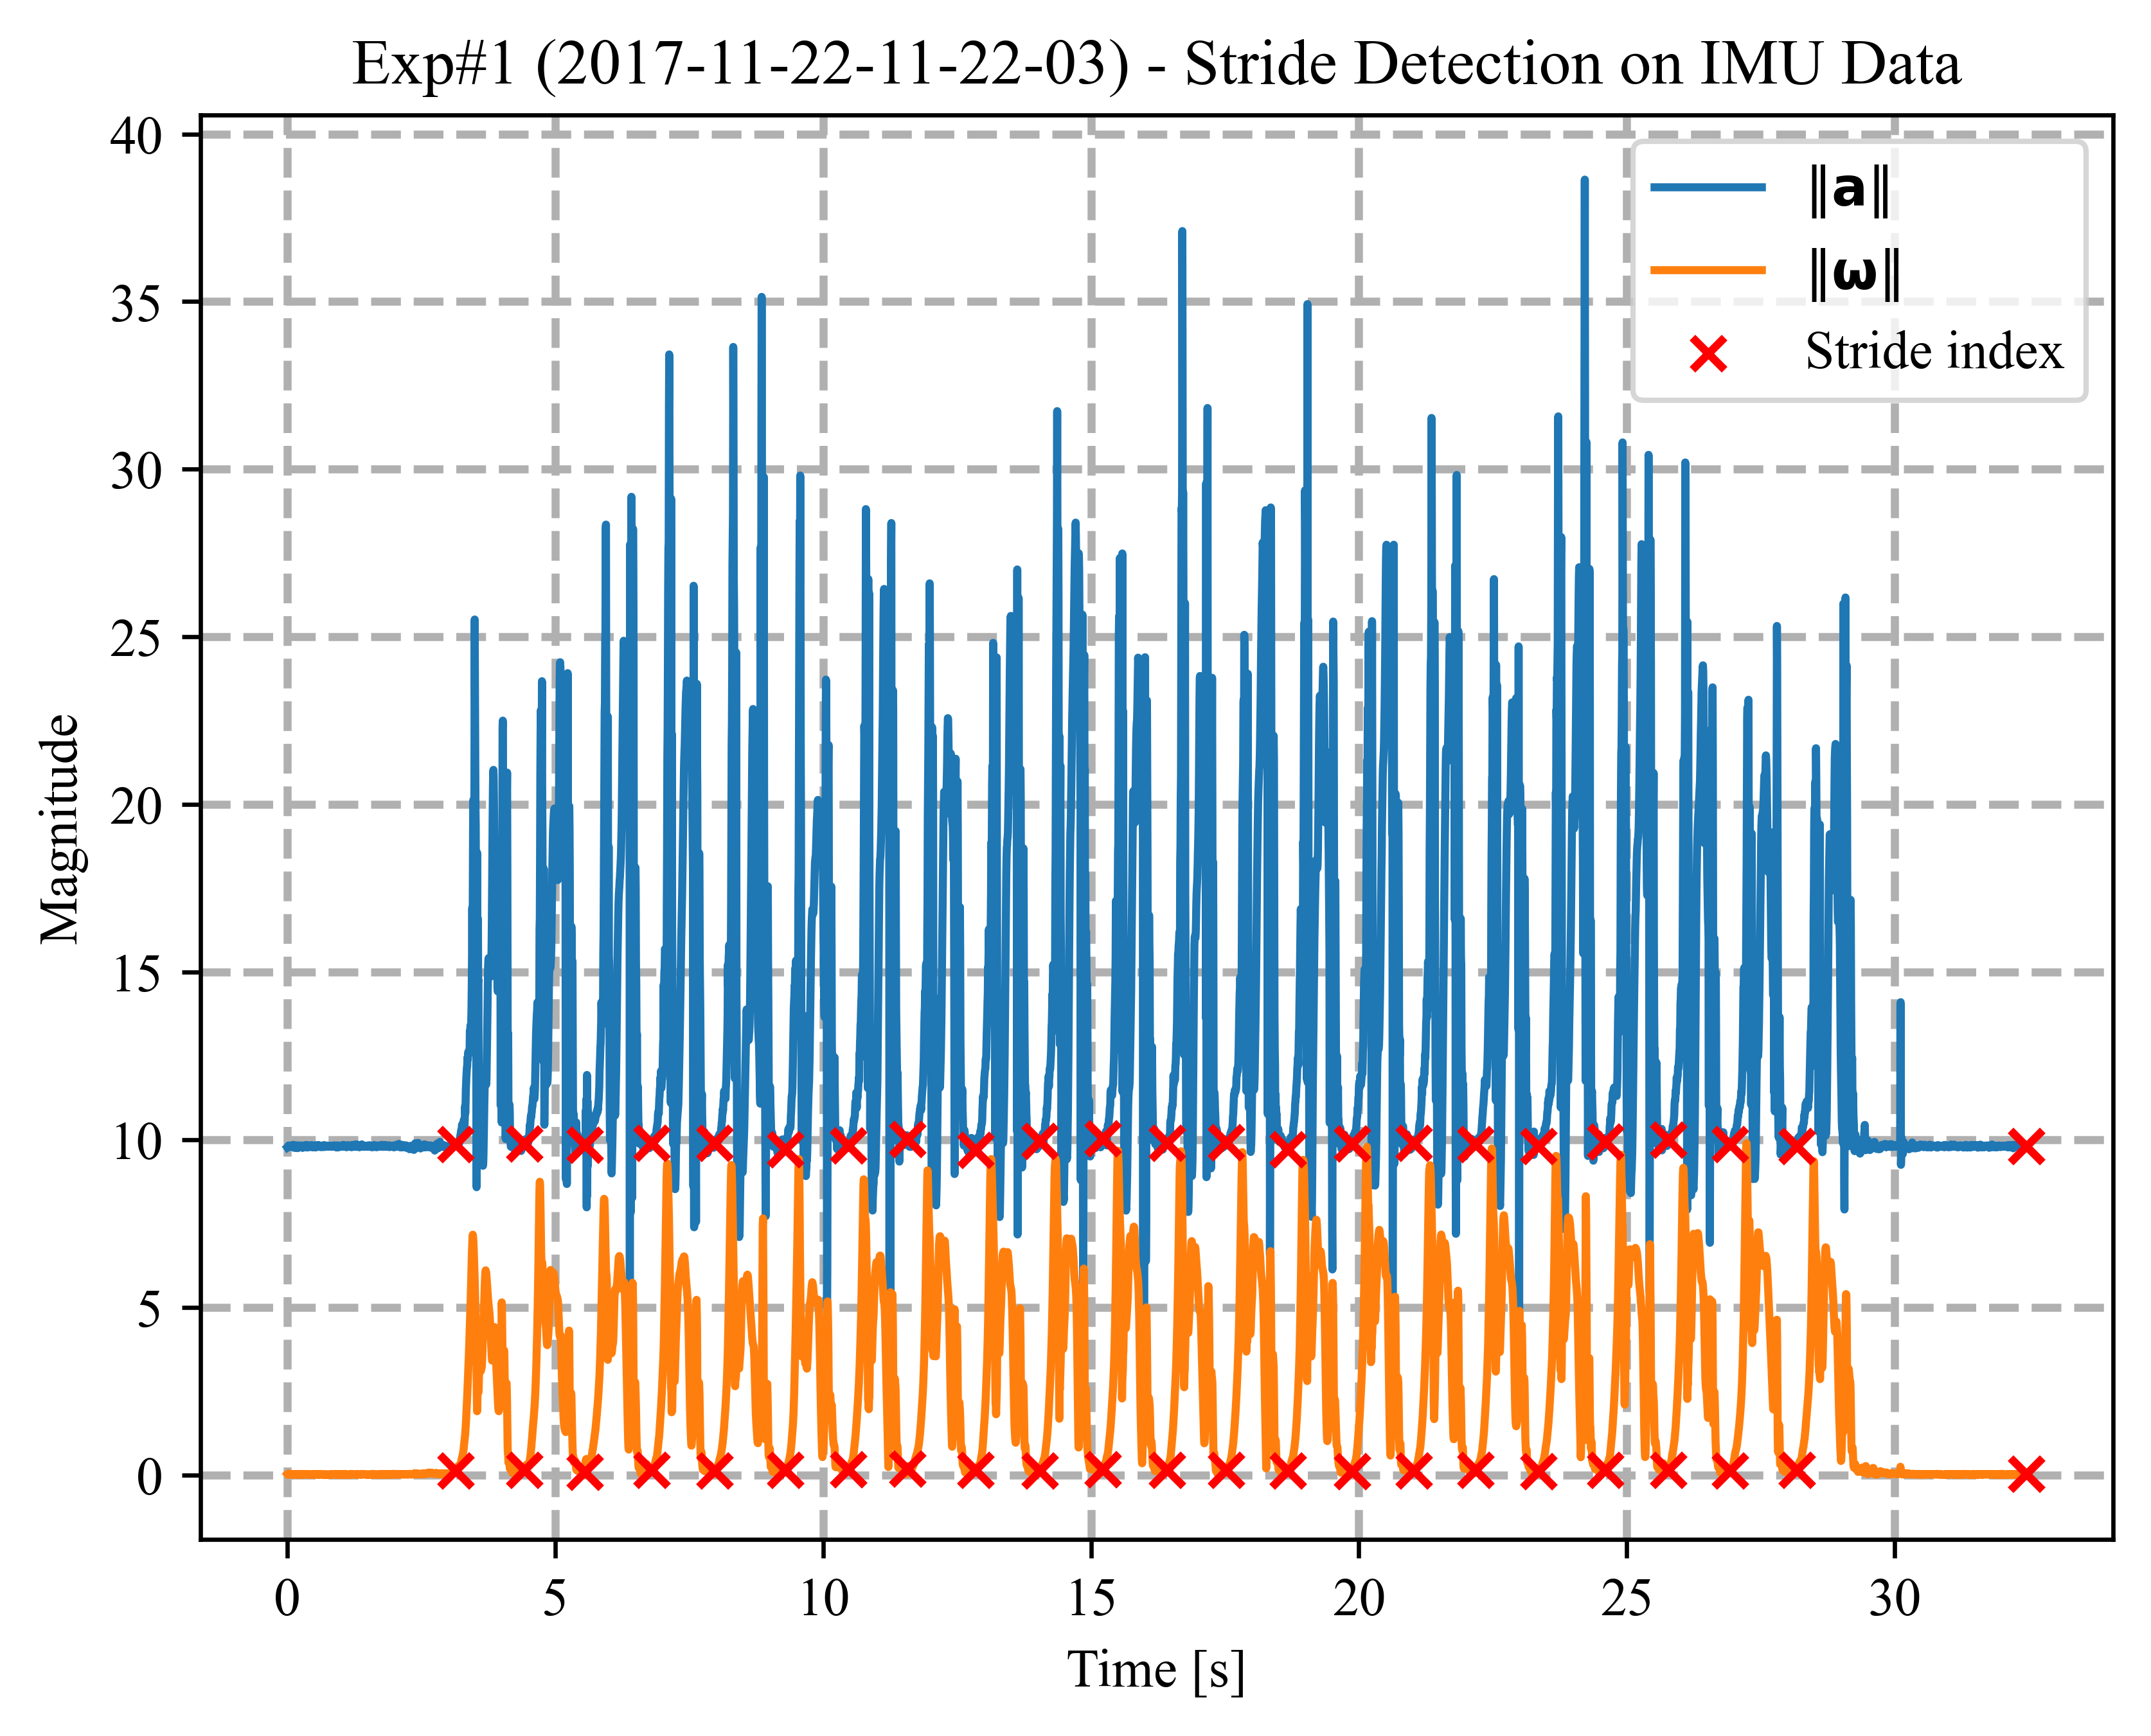 Exp#1 (2017-11-22-11-22-03) - Stride Detection on IMU Data
40
35
30
25
20
15
10
5
0
Magnitude
‖a‖
‖ω‖
Stride index
0 5 10 15 20 25 30
Time [s]